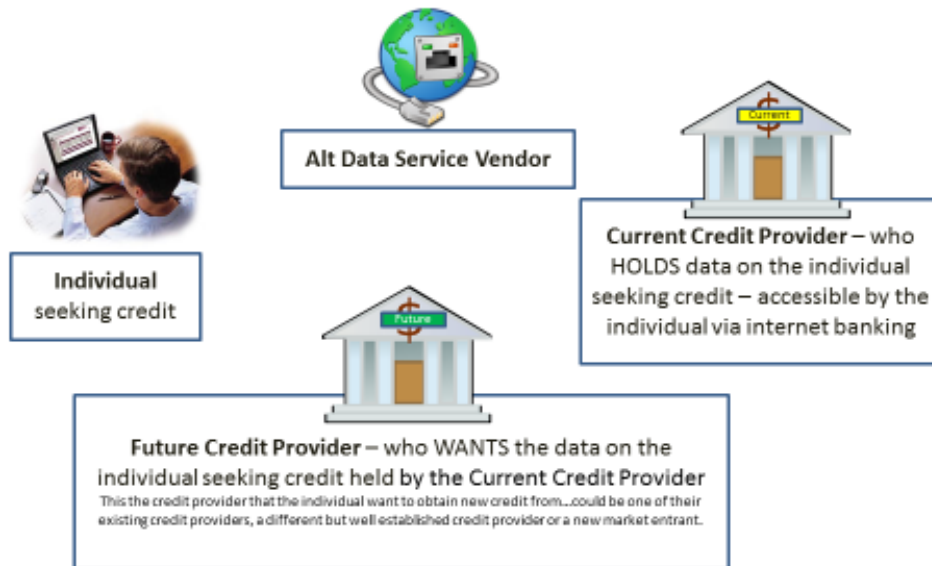 Alt Data Service Vendor
Current
Individual
seeking credit
Current Credit Provider – who
HOLDS data on the individual
seeking credit – accessible by the
individual via internet banking
Future
Future Credit Provider – who WANTS the data on the
individual seeking credit held by the Current Credit Provider
This the credit provider that the individual want to obtain new credit from...could be one of their
existing credit providers, a different but well established credit provider or a new market entrant.